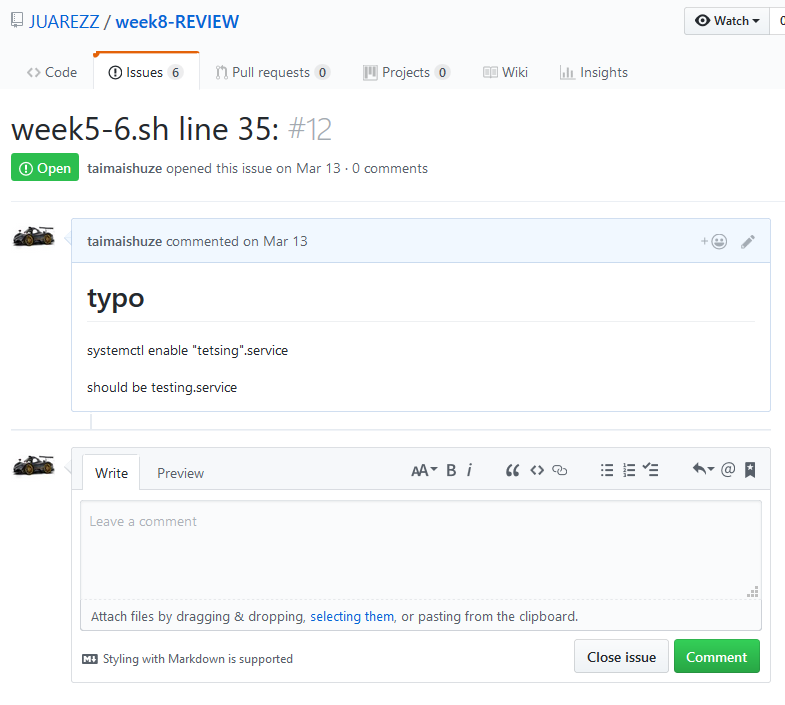 JUAREZZ / week8-REVIEW
Watch 0
Code Issues 6 Pull requests 0 Projects 0 Wiki Insights
week5-6.sh line 35: #12
Open taimaishuze opened this issue on Mar 13 · 0 comments
taimaishuze commented on Mar 13
typo
systemctl enable "tetsing".service
should be testing.service
Write Preview AA B i
Leave a comment
Attach files by dragging & dropping, selecting them, or pasting from the clipboard.
Styling with Markdown is supported
Close issue Comment